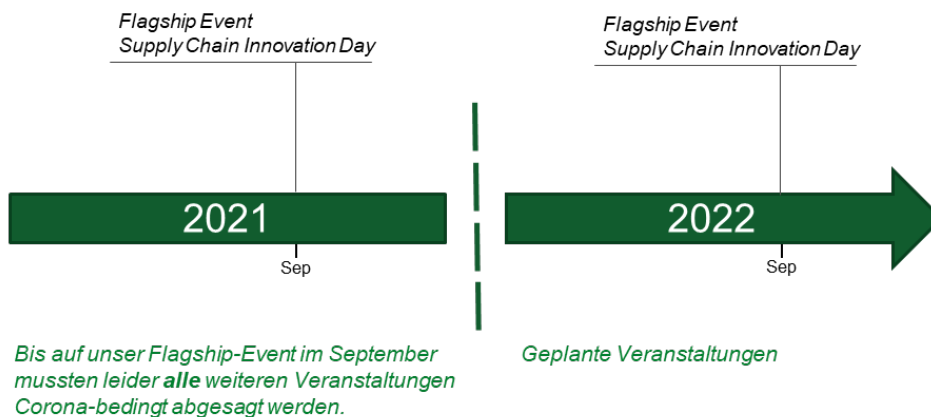 Flagship Event
Supply Chain Innovation Day
Flagship Event
Supply Chain Innovation Day
2021
2022
Sep
Sep
Bis auf unser Flagship-Event im September
mussten leider alle weiteren Veranstaltungen
Corona-bedingt abgesagt werden.
Geplante Veranstaltungen